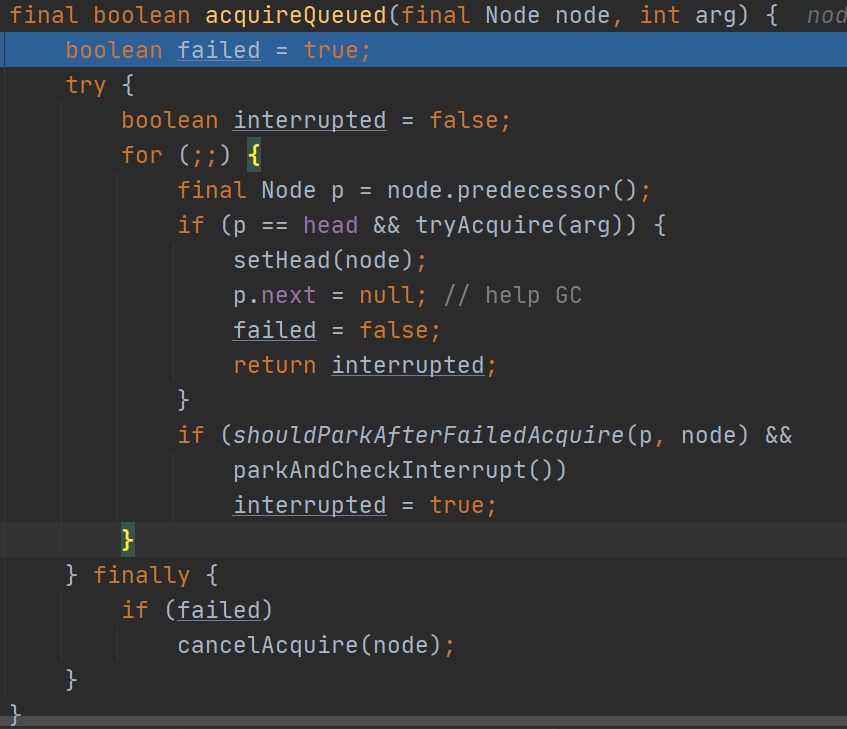 final boolean acquireQueued(final Node node, int arg) {  nod
    boolean failed = true;
    try {
        boolean interrupted = false;
        for (;;) {
            final Node p = node.predecessor();
            if (p == head && tryAcquire(arg)) {
                setHead(node);
                p.next = null; // help GC
                failed = false;
                return interrupted;
            }
            if (shouldParkAfterFailedAcquire(p, node) &&
                parkAndCheckInterrupt())
                interrupted = true;
        }
    } finally {
        if (failed)
            cancelAcquire(node);
    }
}